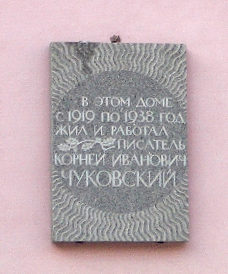 В ЭТОМ ДОМЕ
С 1919 ПО 1938 ГОД
ЖИЛ И РАБОТАЛ
ПИСАТЕЛЬ
КОРНЕЙ ИВАНОВИЧ
ЧУКОВСКИЙ